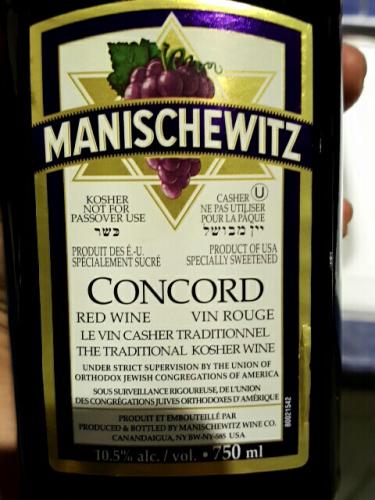 MANISCHEWITZ
KOSHER
NOT FOR
PASSOVER USE
כשר
CASHER Ⓤ
NE PAS UTILISER
POUR LA PÂQUE
יין מבושל
PRODUIT DES É.-U.
SPÉCIALEMENT SUCRÉ
PRODUCT OF USA
SPECIALLY SWEETENED
CONCORD
RED WINE VIN ROUGE
LE VIN CASHER TRADITIONNEL
THE TRADITIONAL KOSHER WINE
UNDER STRICT SUPERVISION BY THE UNION OF
ORTHODOX JEWISH CONGREGATIONS OF AMERICA
SOUS SURVEILLANCE RIGOUREUSE, DE L'UNION
DES CONGRÉGATIONS JUIVES ORTHODOXES D'AMÉRIQUE
PRODUIT ET EMBOUTEILLÉ PAR
PRODUCED & BOTTLED BY MANISCHEWITZ WINE CO.
CANANDAIGUA, NY BW-NY-585 USA
10.5% alc. / vol. • 750 ml
80021542